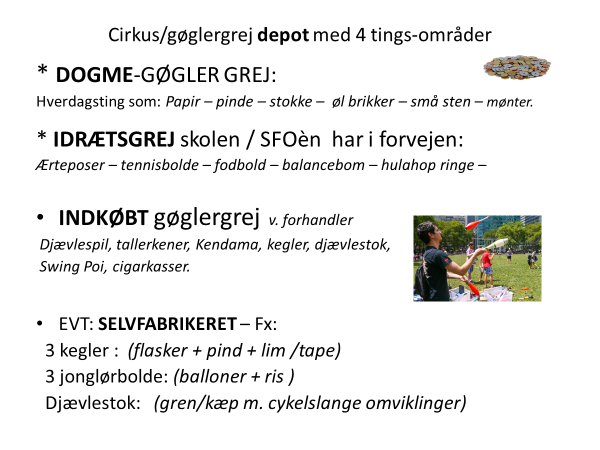 Cirkus/gøglergrej depot med 4 tings-områder
* DOGME-GØGLER GREJ:
Hverdagsting som: Papir – pinde – stokke – øl brikker – små sten – mønter.
* IDRÆTSGREJ skolen / SFOèn har i forvejen:
Ærteposer – tennisbolde – fodbold – balancebom – hulahop ringe –
• INDKØBT gøglergrej v. forhandler
Djævlespil, tallerkener, Kendama, kegler, djævlestok,
Swing Poi, cigarkasser.
• EVT: SELVFABRIKERET – Fx:
3 kegler : (flasker + pind + lim /tape)
3 jonglørbolde: (balloner + ris )
Djævlestok: (gren/kæp m. cykelslange omviklinger)